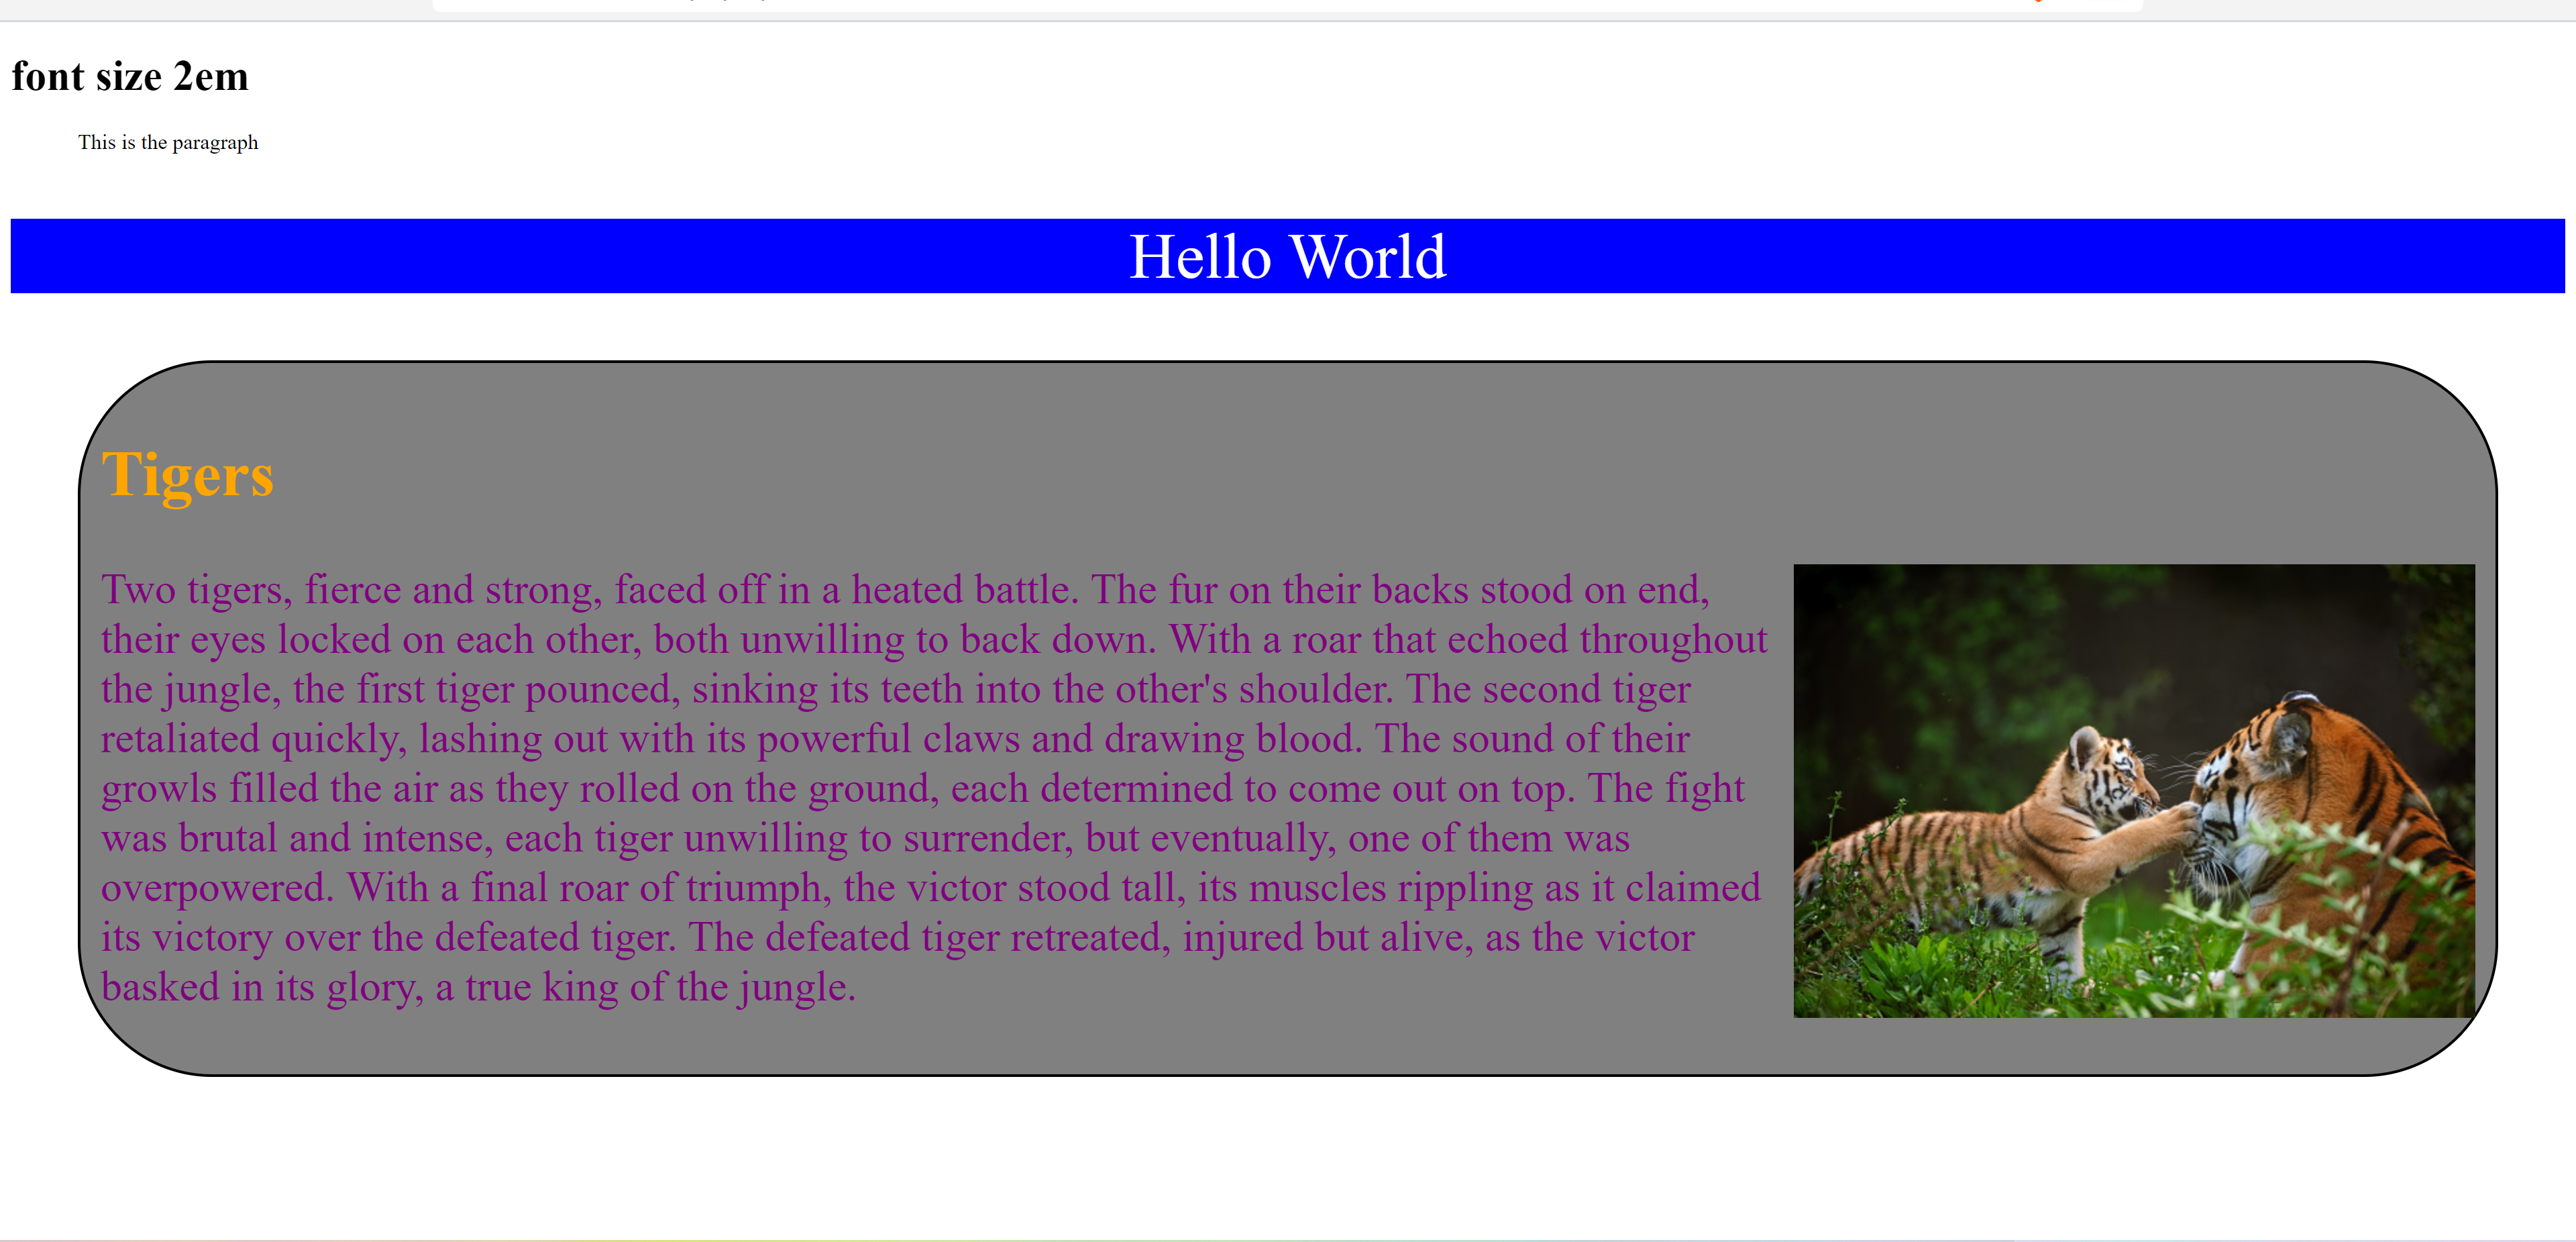 font size 2em
This is the paragraph
Hello World
Tigers
Two tigers, fierce and strong, faced off in a heated battle. The fur on their backs stood on end,
their eyes locked on each other, both unwilling to back down. With a roar that echoed throughout
the jungle, the first tiger pounced, sinking its teeth into the other's shoulder. The second tiger
retaliated quickly, lashing out with its powerful claws and drawing blood. The sound of their
growls filled the air as they rolled on the ground, each determined to come out on top. The fight
was brutal and intense, each tiger unwilling to surrender, but eventually, one of them was
overpowered. With a final roar of triumph, the victor stood tall, its muscles rippling as it claimed
its victory over the defeated tiger. The defeated tiger retreated, injured but alive, as the victor
basked in its glory, a true king of the jungle.